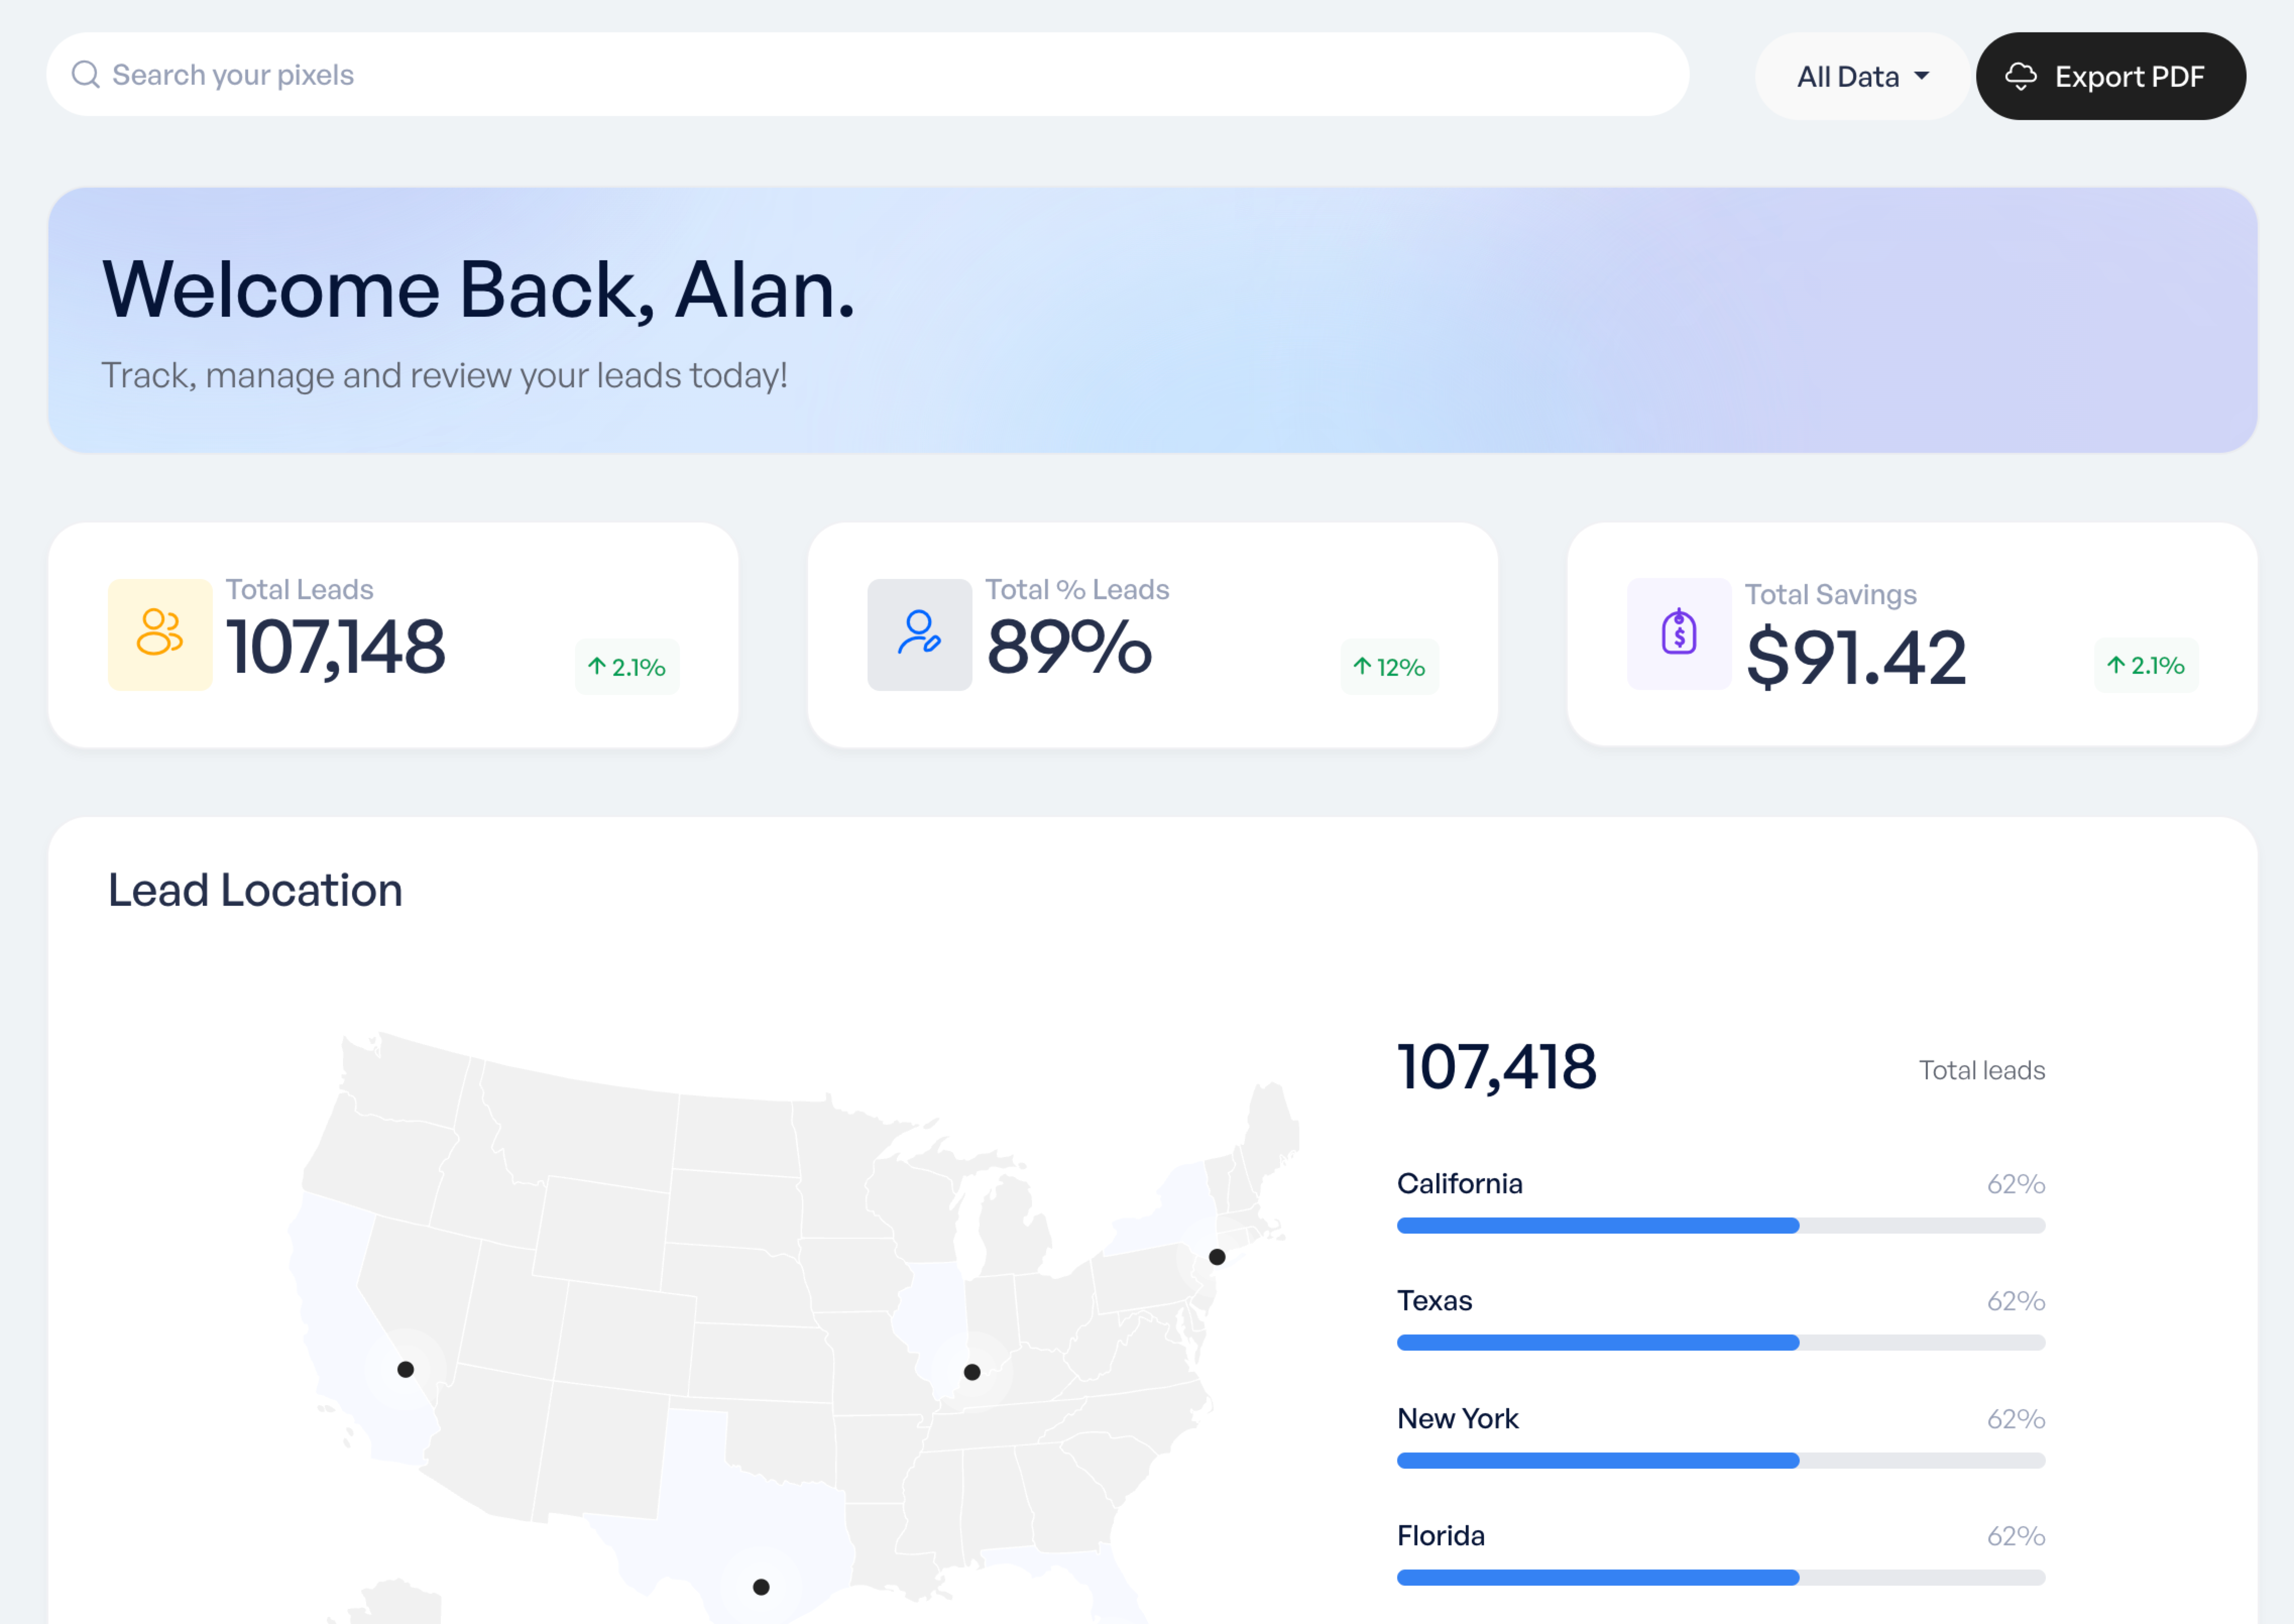 Search your pixels
All Data
Export PDF
Welcome Back, Alan.
Track, manage and review your leads today!
Total Leads
107,148
↑ 2.1%
Total % Leads
89%
↑ 12%
Total Savings
$91.42
↑ 2.1%
Lead Location
107,418
Total leads
California
62%
Texas
62%
New York
62%
Florida
62%